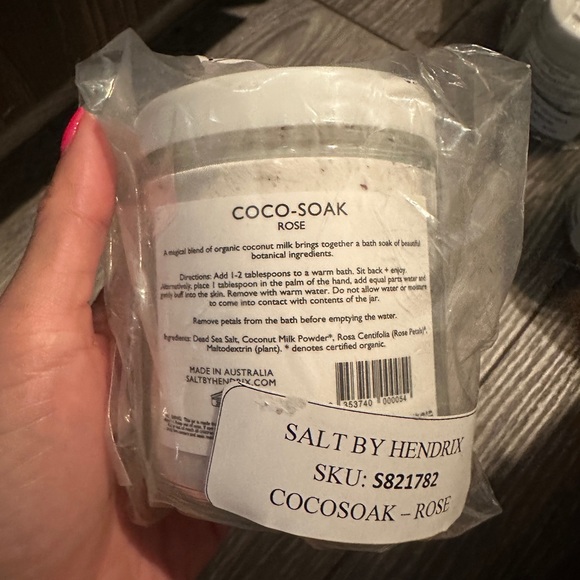 COCO-SOAK
ROSE
A magical blend of organic coconut milk brings together a bath soak of beautiful
botanical ingredients.
Directions: Add 1-2 tablespoons to a warm bath. Sit back + enjoy.
Alternatively, place 1 tablespoon in the palm of the hand, add equal parts water and
gently buff into the skin. Remove with warm water. Do not allow water or moisture
to come into contact with contents of the jar.
Remove petals from the bath before emptying the water.
Ingredients: Dead Sea Salt, Coconut Milk Powder*, Rosa Centifolia (Rose Petals)*,
Maltodextrin (plant). * denotes certified organic.
MADE IN AUSTRALIA
SALTBYHENDRIX.COM
353740 000054
SALT BY HENDRIX
SKU: S821782
COCOSOAK – ROSE